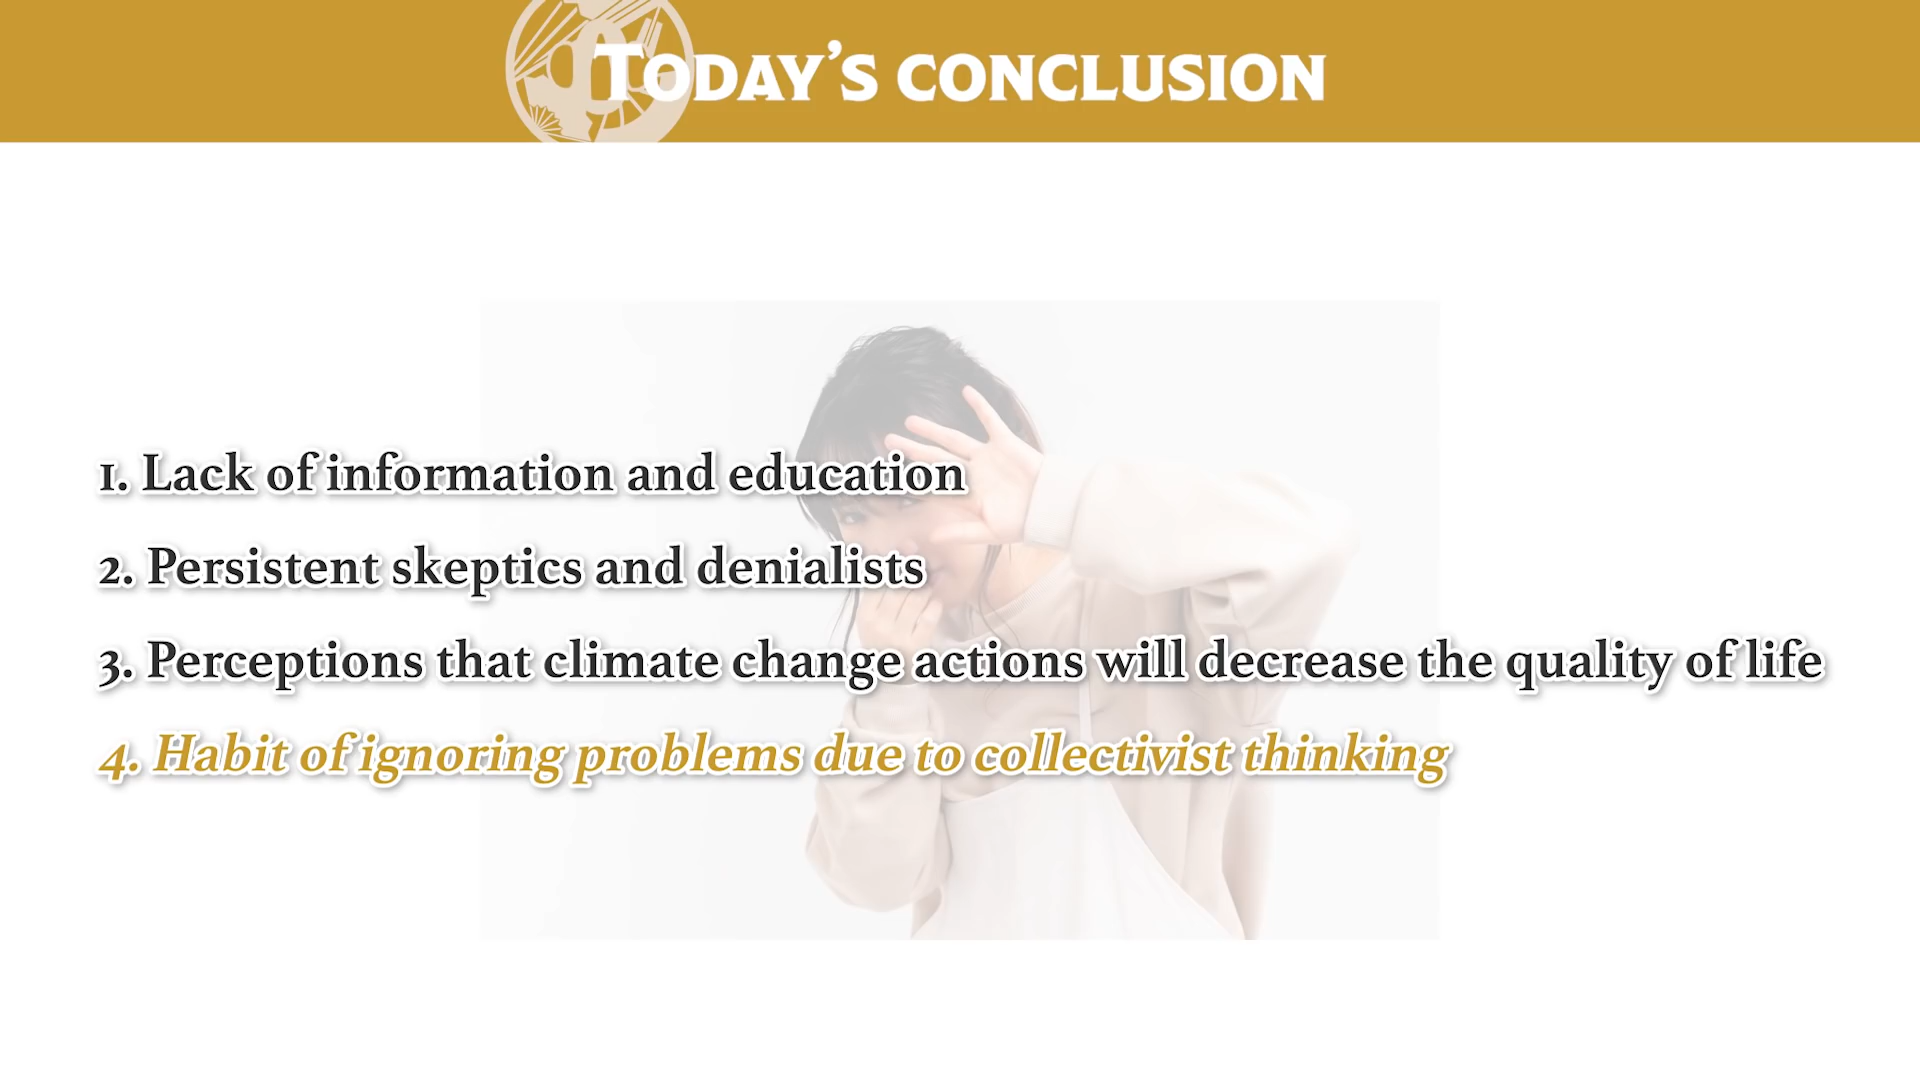 Today's conclusion
1. Lack of information and education
2. Persistent skeptics and denialists
3. Perceptions that climate change actions will decrease the quality of life
4. Habit of ignoring problems due to collectivist thinking